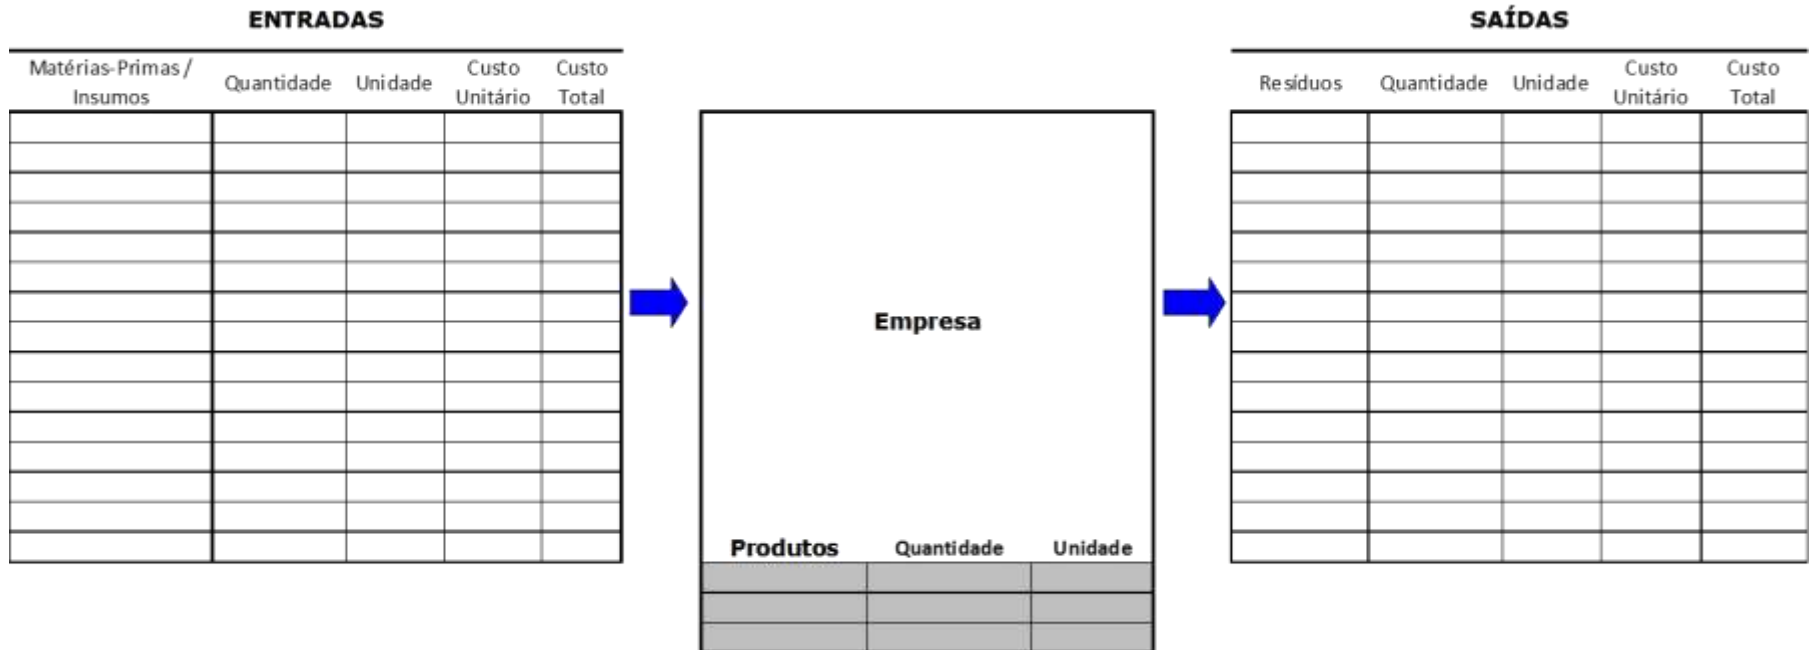 ENTRADAS
Matérias-Primas / Insumos Quantidade Unidade Custo Unitário Custo Total
Empresa
Produtos Quantidade Unidade
SAÍDAS
Resíduos Quantidade Unidade Custo Unitário Custo Total